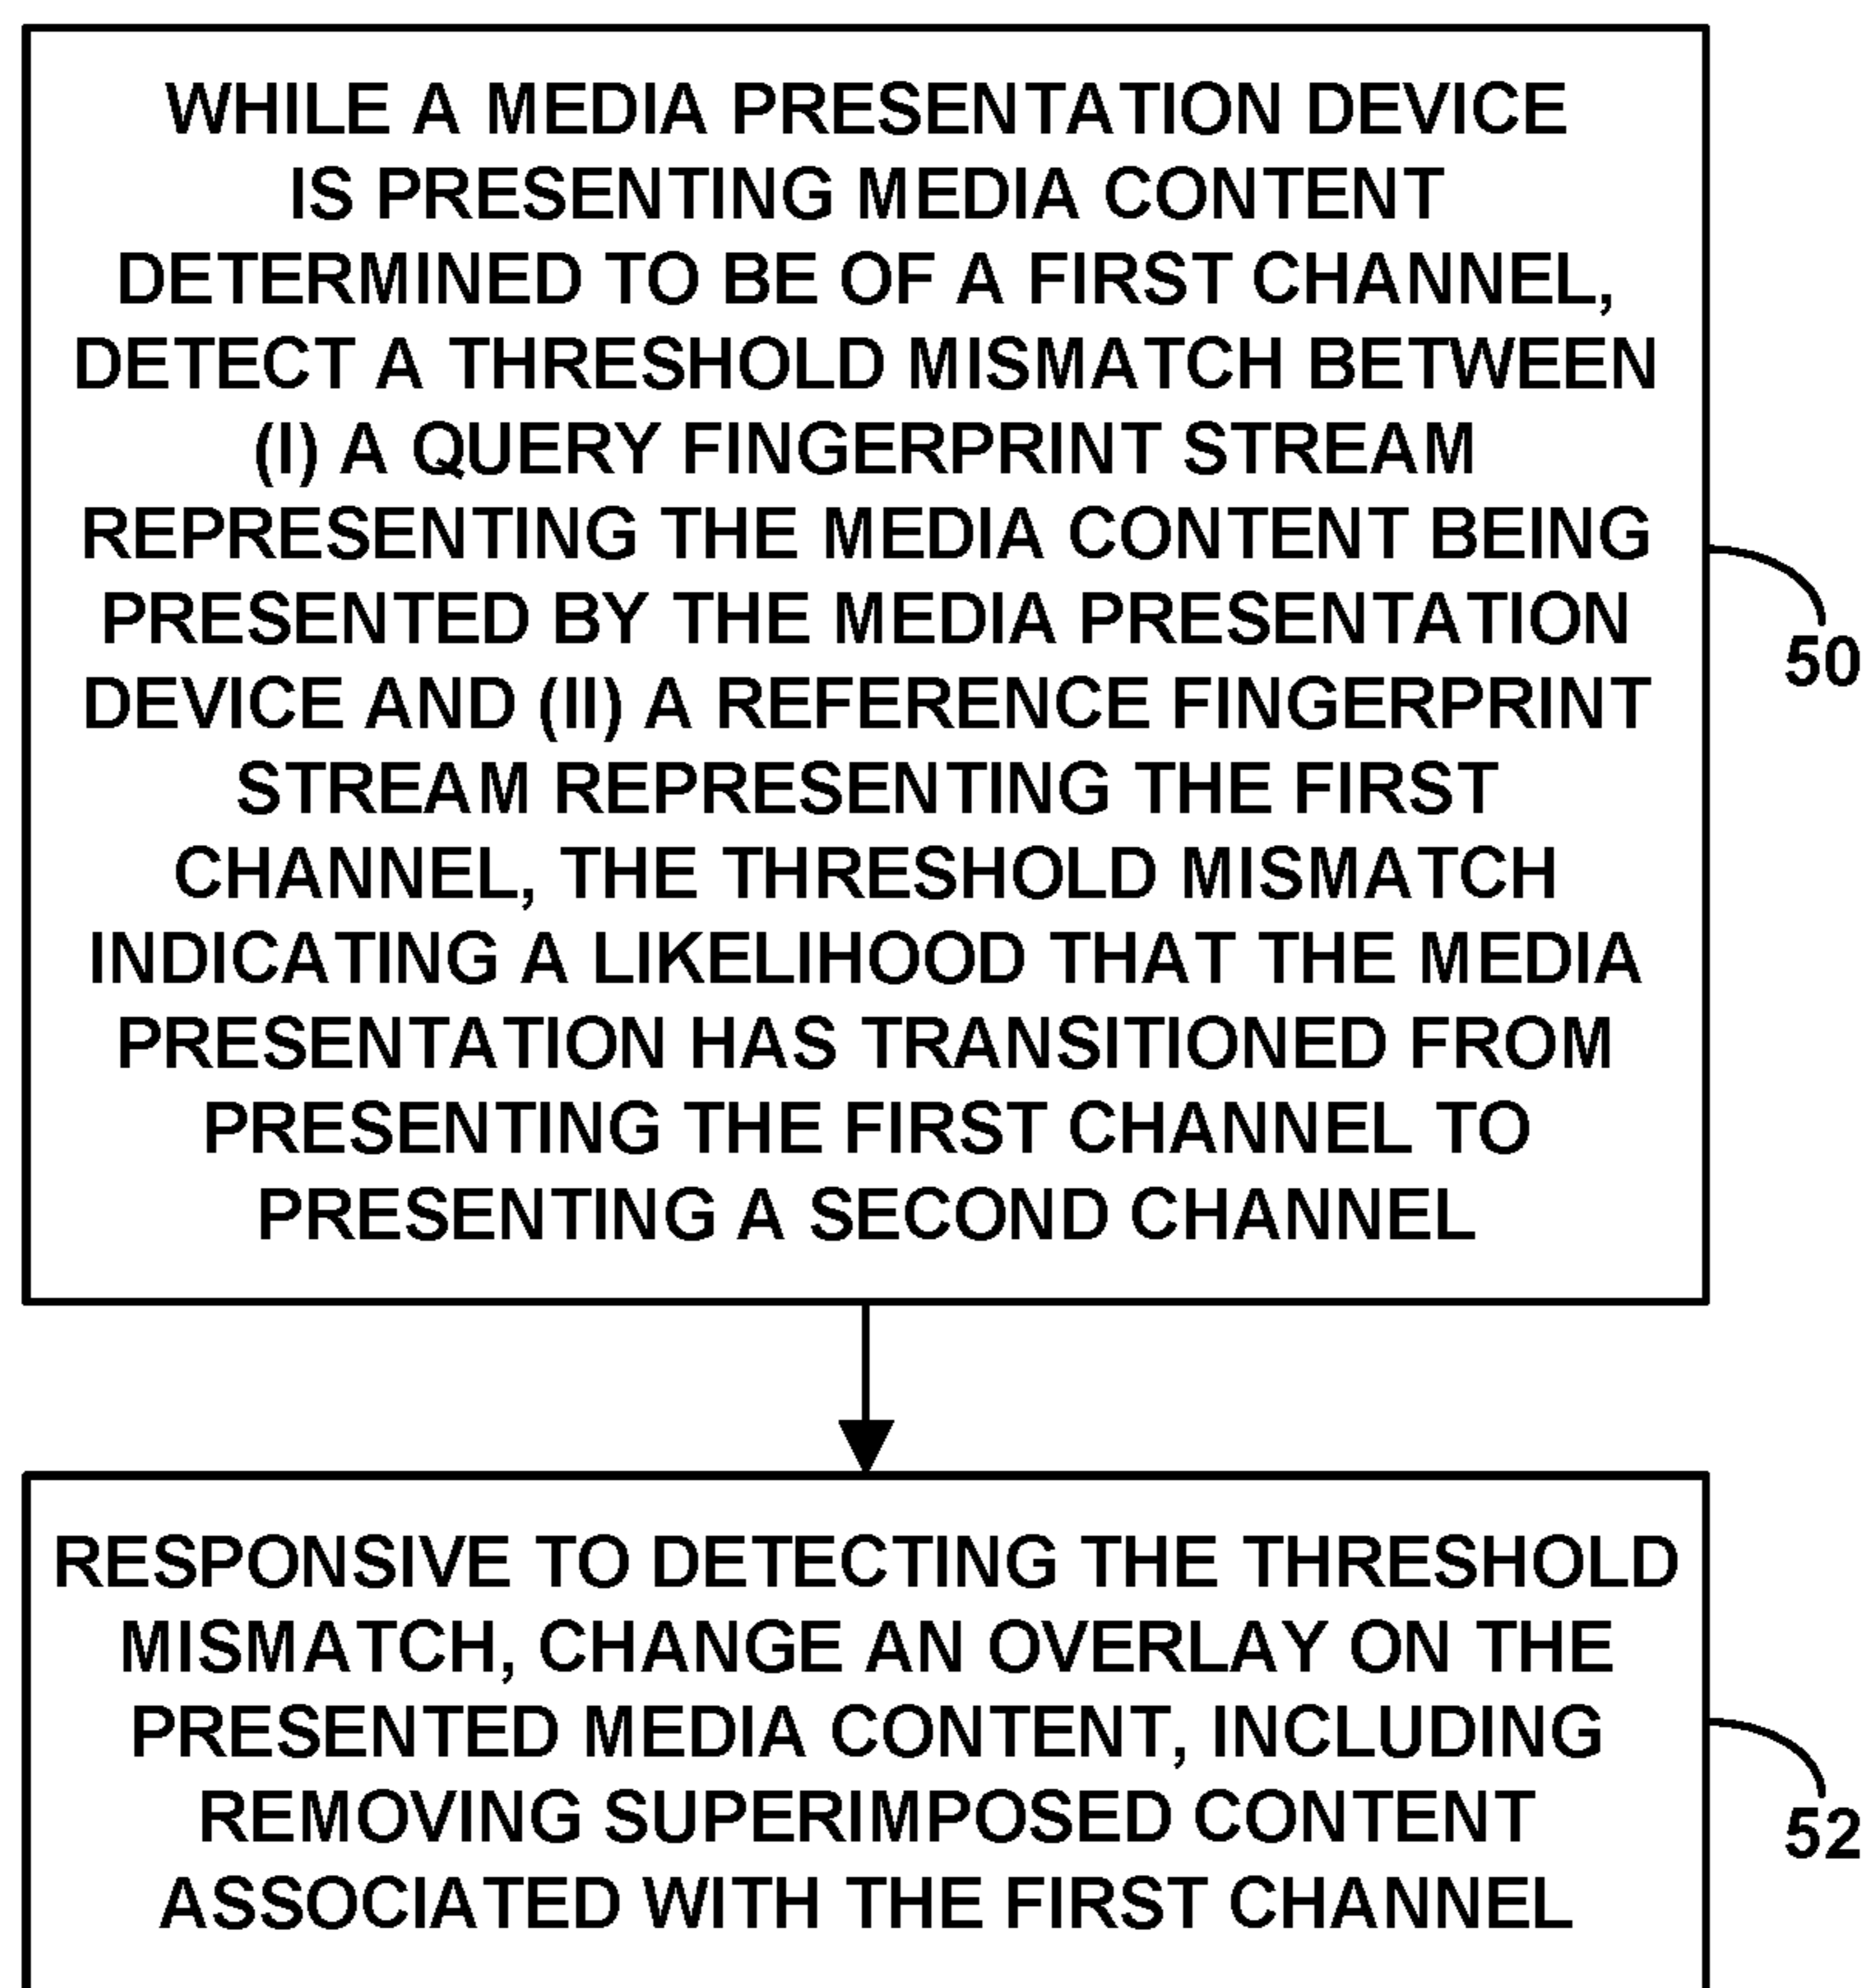 WHILE A MEDIA PRESENTATION DEVICE
IS PRESENTING MEDIA CONTENT
DETERMINED TO BE OF A FIRST CHANNEL,
DETECT A THRESHOLD MISMATCH BETWEEN
(I) A QUERY FINGERPRINT STREAM
REPRESENTING THE MEDIA CONTENT BEING
PRESENTED BY THE MEDIA PRESENTATION
DEVICE AND (II) A REFERENCE FINGERPRINT
STREAM REPRESENTING THE FIRST
CHANNEL, THE THRESHOLD MISMATCH
INDICATING A LIKELIHOOD THAT THE MEDIA
PRESENTATION HAS TRANSITIONED FROM
PRESENTING THE FIRST CHANNEL TO
PRESENTING A SECOND CHANNEL
50
RESPONSIVE TO DETECTING THE THRESHOLD
MISMATCH, CHANGE AN OVERLAY ON THE
PRESENTED MEDIA CONTENT, INCLUDING
REMOVING SUPERIMPOSED CONTENT
ASSOCIATED WITH THE FIRST CHANNEL
52